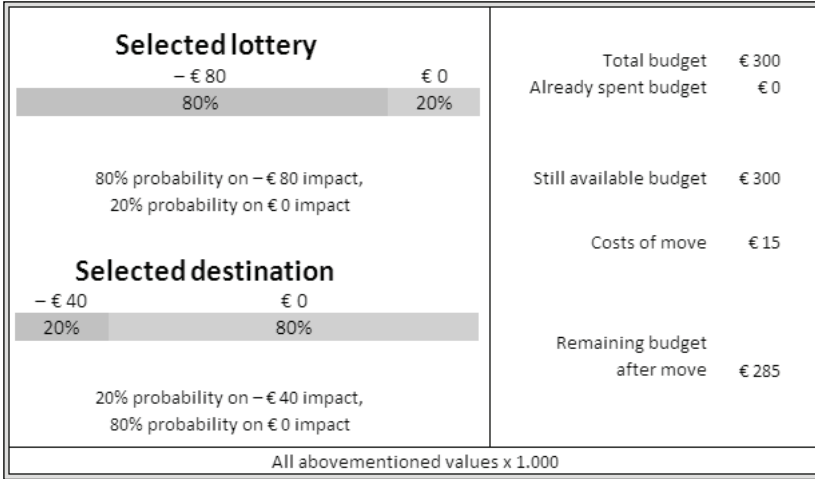 Selected lottery
– € 80 € 0
80% 20%
80% probability on – € 80 impact,
20% probability on € 0 impact
Selected destination
– € 40 € 0
20% 80%
20% probability on – € 40 impact,
80% probability on € 0 impact
Total budget € 300
Already spent budget € 0
Still available budget € 300
Costs of move € 15
Remaining budget
after move € 285
All abovementioned values x 1.000